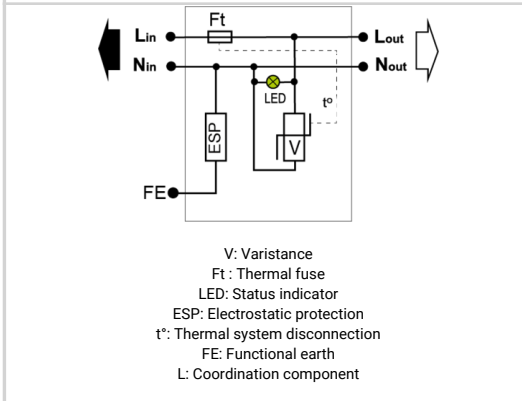 Ft
Lin
Lout
Nin
Nout
LED
t°
ESP
V
FE
V: Varistance
Ft : Thermal fuse
LED: Status indicator
ESP: Electrostatic protection
t°: Thermal system disconnection
FE: Functional earth
L: Coordination component